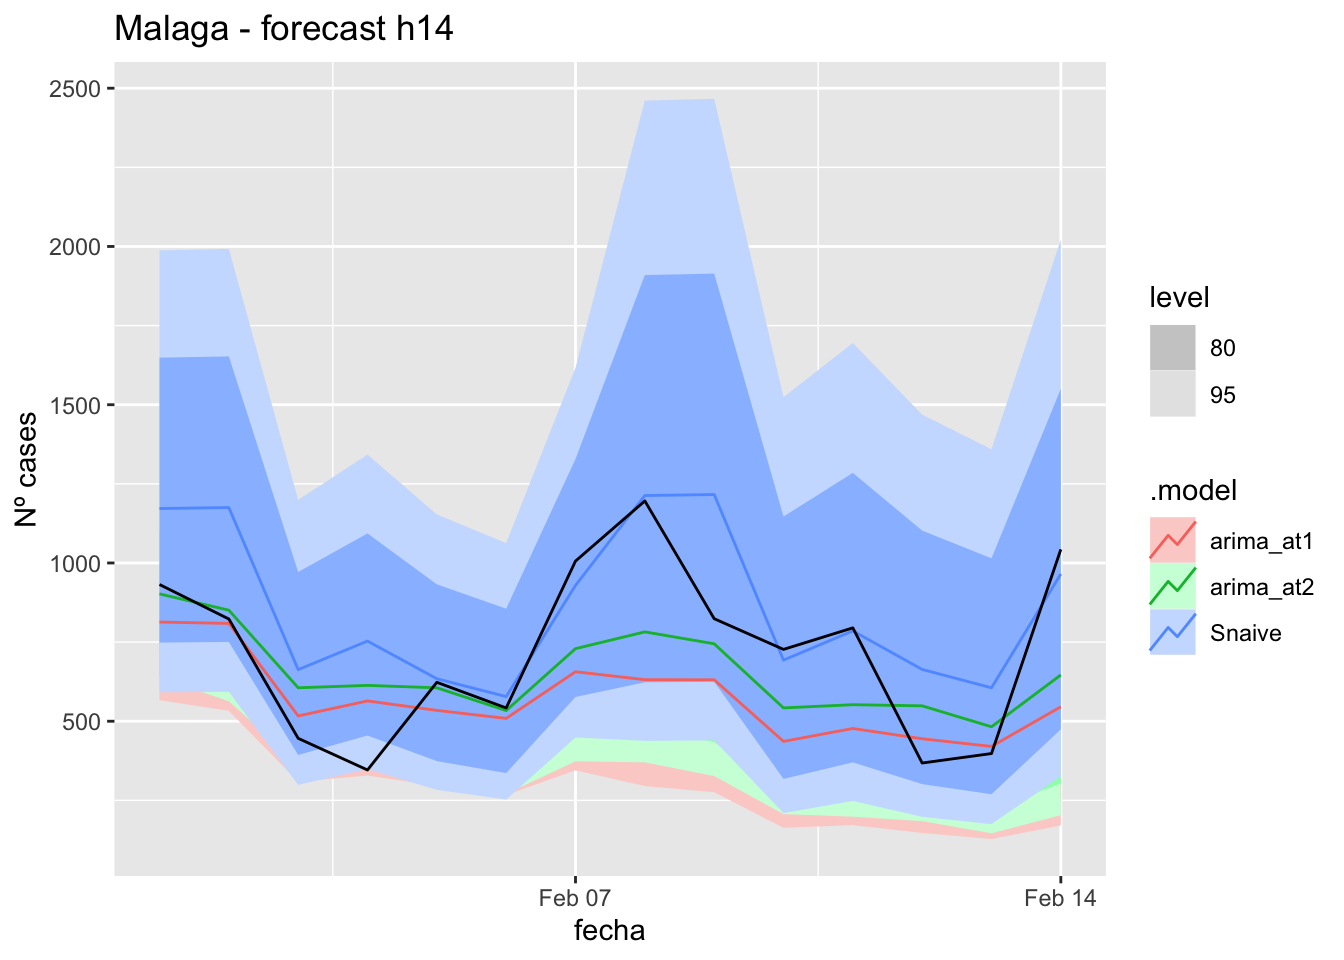 Malaga - forecast h14
2500
2000
1500
1000
500
Nº cases
Feb 07
Feb 14
fecha
level
80
95
.model
arima_at1
arima_at2
Snaive